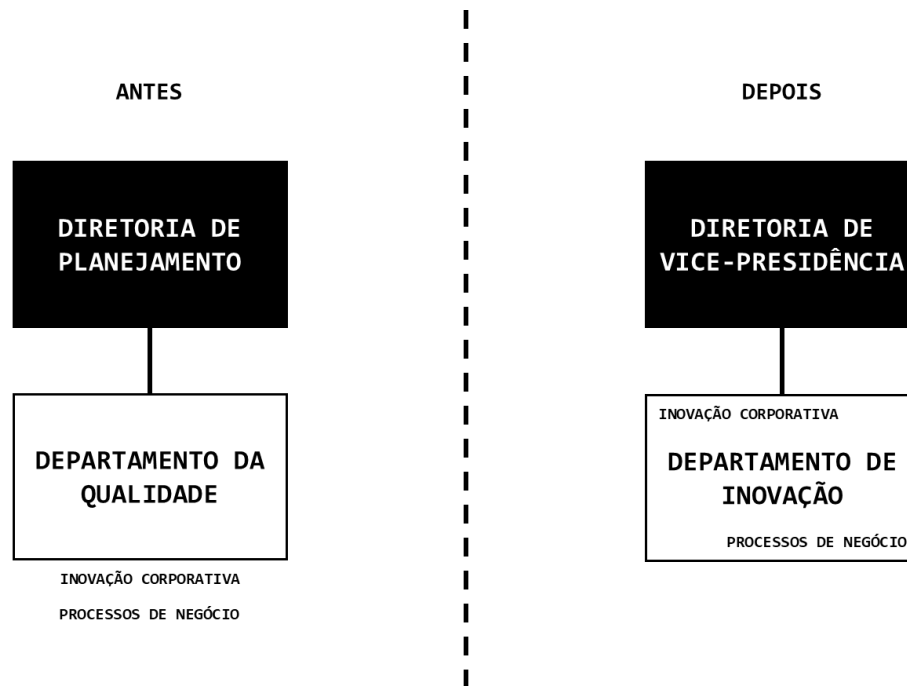 ANTES
DIRETORIA DE
PLANEJAMENTO
DEPARTAMENTO DA
QUALIDADE
INOVAÇÃO CORPORATIVA
PROCESSOS DE NEGÓCIO
DEPOIS
DIRETORIA DE
VICE-PRESIDÊNCIA
INOVAÇÃO CORPORATIVA
DEPARTAMENTO DE
INOVAÇÃO
PROCESSOS DE NEGÓCIO